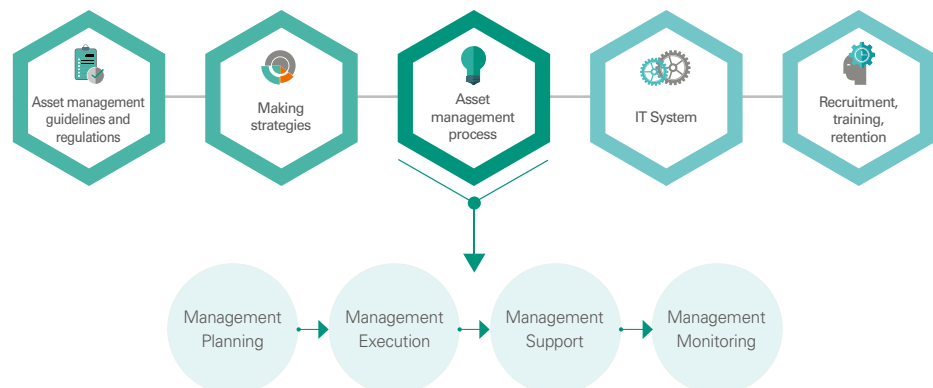 Asset management
guidelines and
regulations
Making
strategies
Asset
management
process
IT System
Recruitment,
training,
retention
Management
Planning
Management
Execution
Management
Support
Management
Monitoring